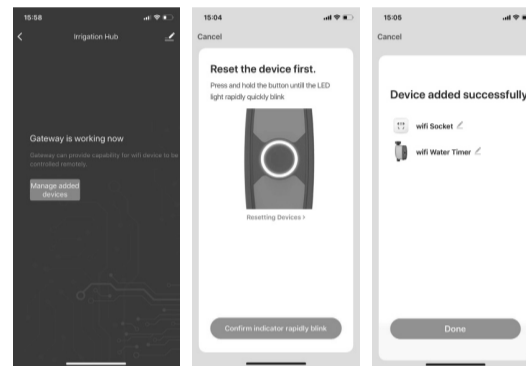 15:58
Irrigation Hub
Gateway is working now
Gateway can provide capability for wifi device to be
controlled remotely.
Manage added
devices
15:04
Cancel
Reset the device first.
Press and hold the button untill the LED
light rapidly quickly blink
Resetting Devices >
Confirm indicator rapidly blink
15:05
Cancel
Device added successfully
wifi Socket
wifi Water Timer
Done